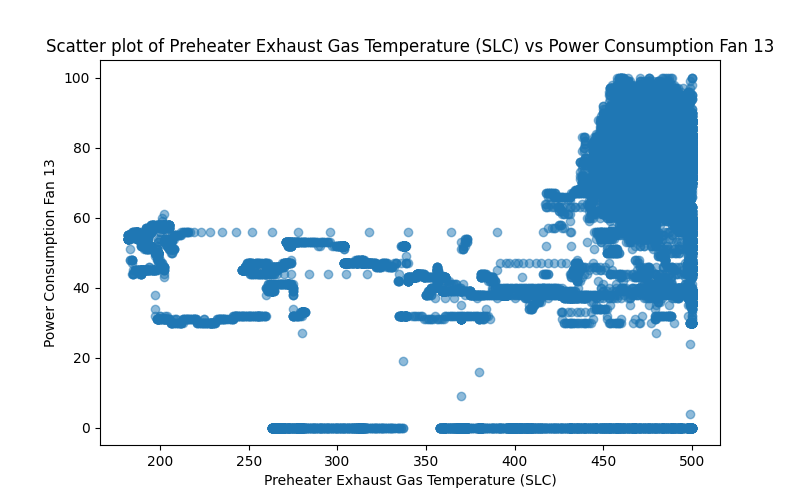 Scatter plot of Preheater Exhaust Gas Temperature (SLC) vs Power Consumption Fan 13
100
80
60
40
20
0
Power Consumption Fan 13
200 250 300 350 400 450 500
Preheater Exhaust Gas Temperature (SLC)